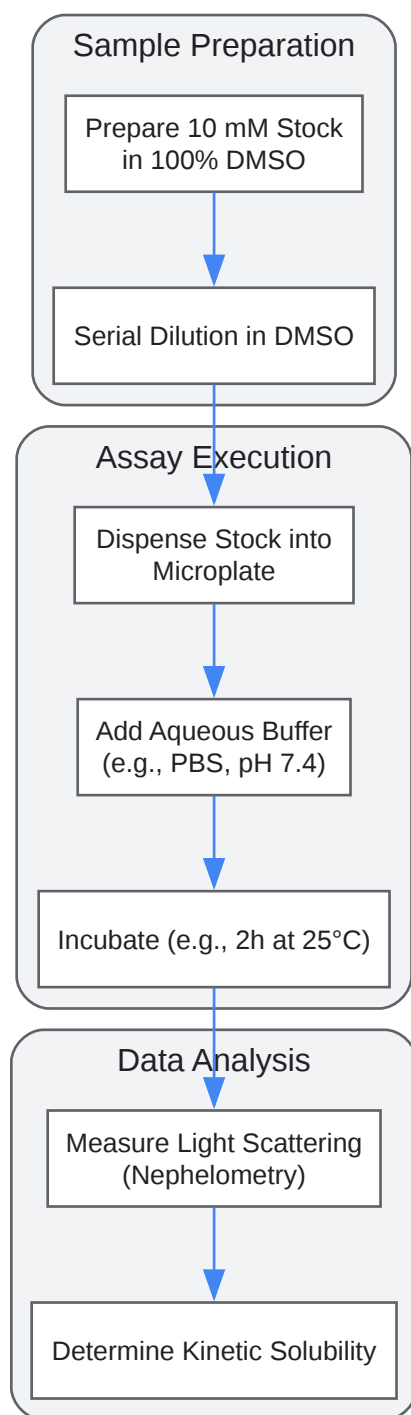 Sample Preparation
Prepare 10 mM Stock
in 100% DMSO
Serial Dilution in DMSO
Assay Execution
Dispense Stock into
Microplate
Add Aqueous Buffer
(e.g., PBS, pH 7.4)
Incubate (e.g., 2h at 25°C)
Data Analysis
Measure Light Scattering
(Nephelometry)
Determine Kinetic Solubility